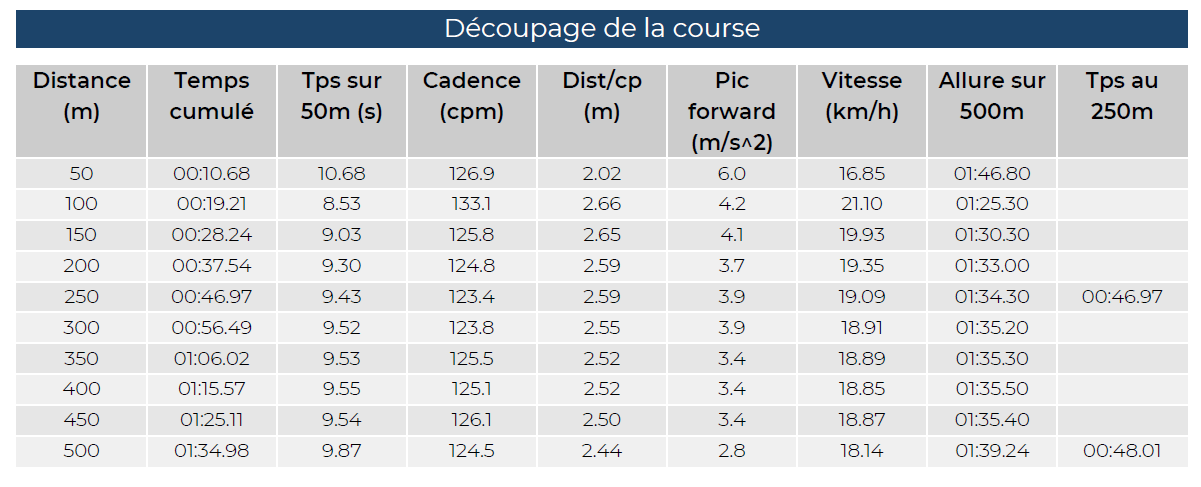 Découpage de la course
Distance (m) Temps cumulé Tps sur 50m (s) Cadence (cpm) Dist/cp (m) Pic forward (m/s^2) Vitesse (km/h) Allure sur 500m Tps au 250m
50 00:10.68 10.68 126.9 2.02 6.0 16.85 01:46.80
100 00:19.21 8.53 133.1 2.66 4.2 21.10 01:25.30
150 00:28.24 9.03 125.8 2.65 4.1 19.93 01:30.30
200 00:37.54 9.30 124.8 2.59 3.7 19.35 01:33.00
250 00:46.97 9.43 123.4 2.59 3.9 19.09 01:34.30 00:46.97
300 00:56.49 9.52 123.8 2.55 3.9 18.91 01:35.20
350 01:06.02 9.53 125.5 2.52 3.4 18.89 01:35.30
400 01:15.57 9.55 125.1 2.52 3.4 18.85 01:35.50
450 01:25.11 9.54 126.1 2.50 3.4 18.87 01:35.40
500 01:34.98 9.87 124.5 2.44 2.8 18.14 01:39.24 00:48.01